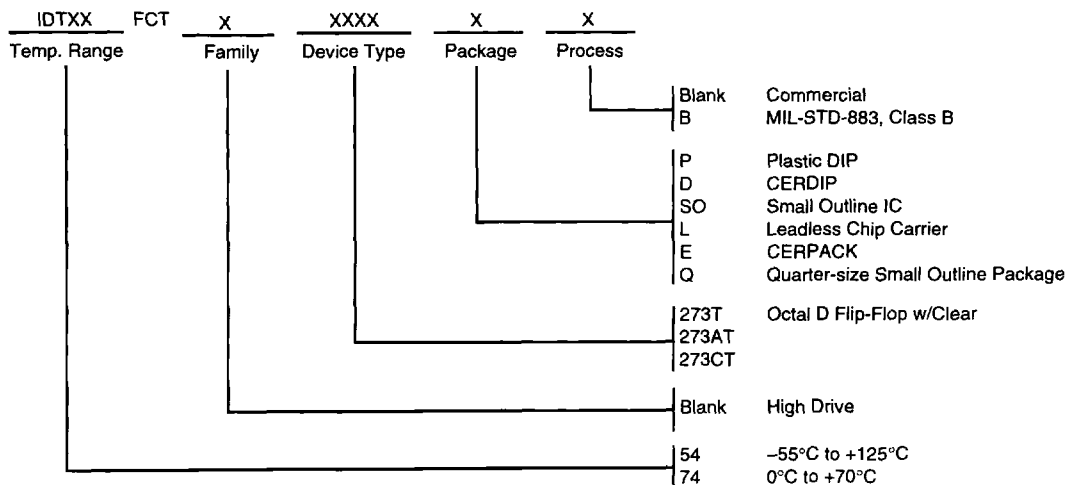 IDTXX FCT X XXXX X X
Temp. Range Family Device Type Package Process
Blank Commercial
B MIL-STD-883, Class B
P Plastic DIP
D CERDIP
SO Small Outline IC
L Leadless Chip Carrier
E CERPACK
Q Quarter-size Small Outline Package
273T Octal D Flip-Flop w/Clear
273AT
273CT
Blank High Drive
54 –55°C to +125°C
74 0°C to +70°C